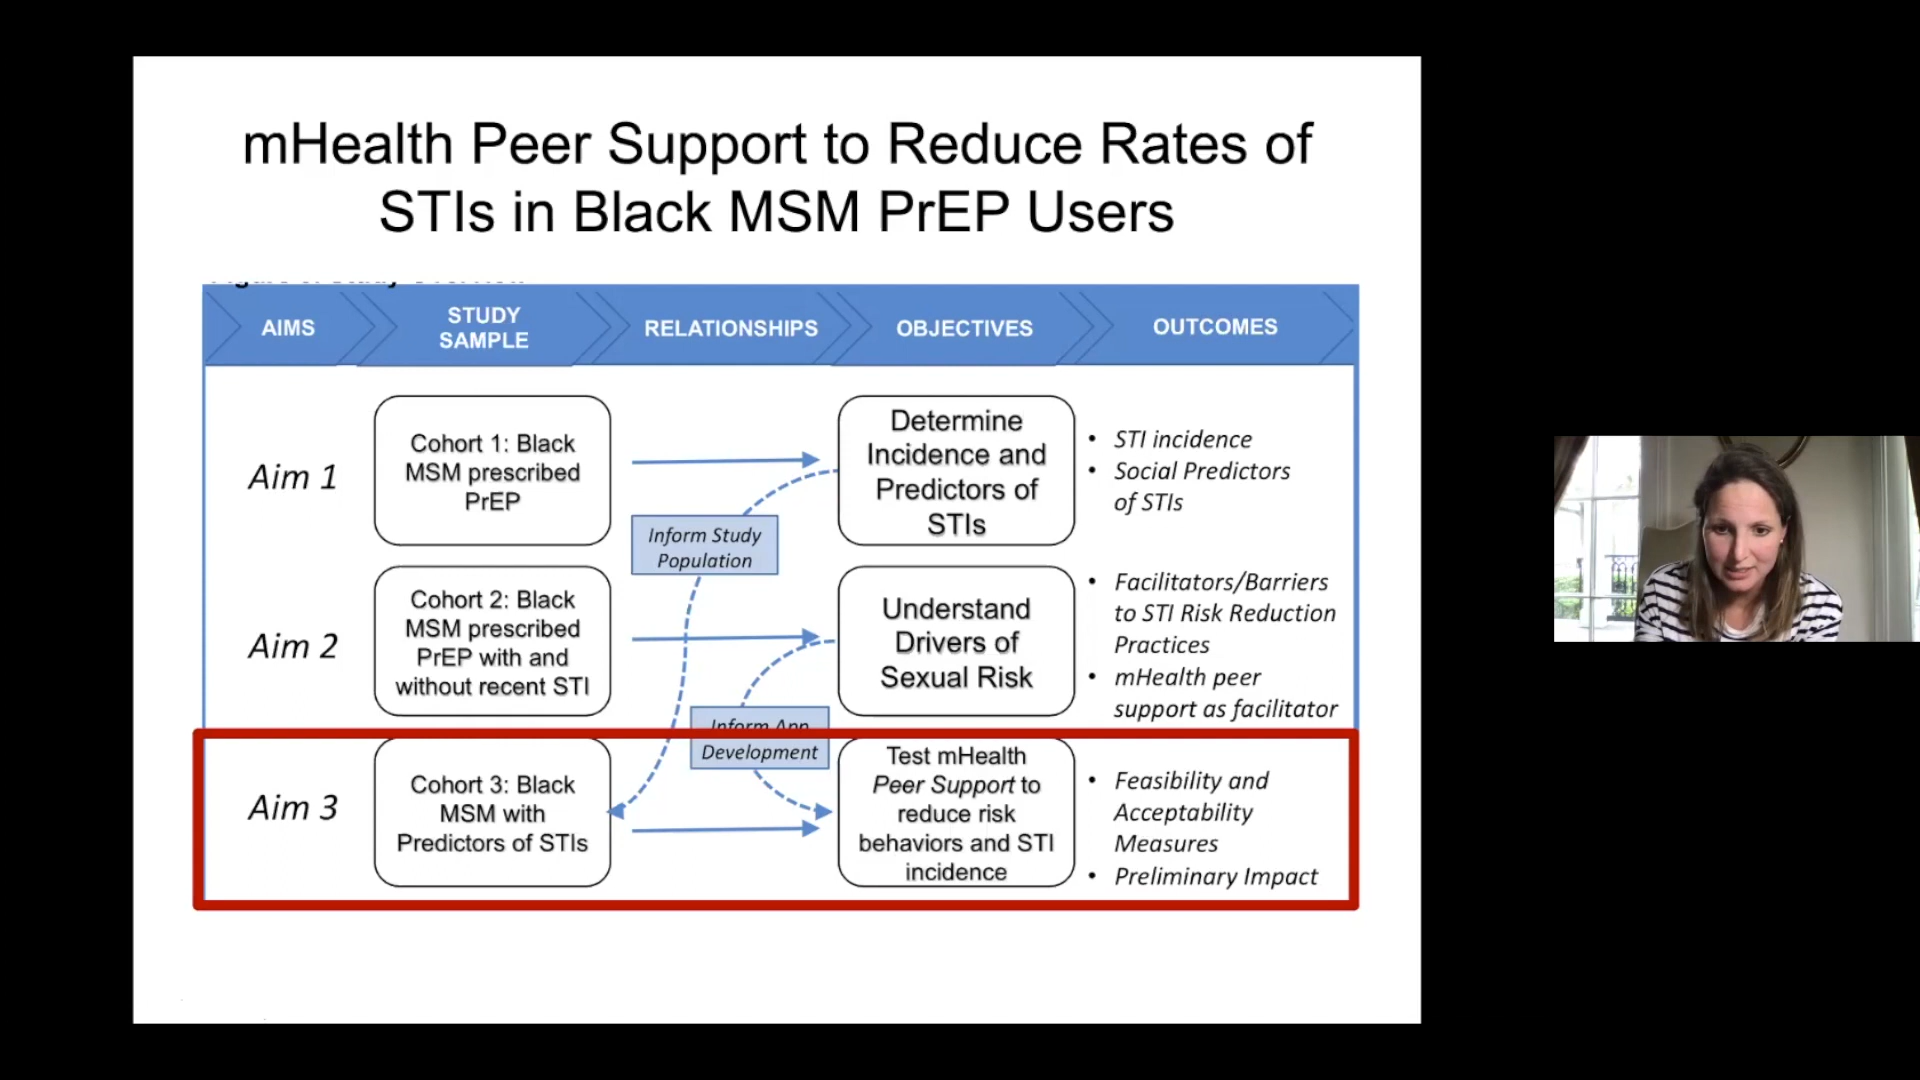 mHealth Peer Support to Reduce Rates of
STIs in Black MSM PrEP Users
AIMS
STUDY
SAMPLE
RELATIONSHIPS
OBJECTIVES
OUTCOMES
Aim 1
Cohort 1: Black
MSM prescribed
PrEP
Determine
Incidence and
Predictors of
STIs
• STI incidence
• Social Predictors
of STIs
Inform Study
Population
Aim 2
Cohort 2: Black
MSM prescribed
PrEP with and
without recent STI
Understand
Drivers of
Sexual Risk
• Facilitators/Barriers
to STI Risk Reduction
Practices
• mHealth peer
support as facilitator
Inform App
Development
Aim 3
Cohort 3: Black
MSM with
Predictors of STIs
Test mHealth
Peer Support to
reduce risk
behaviors and STI
incidence
• Feasibility and
Acceptability
Measures
• Preliminary Impact